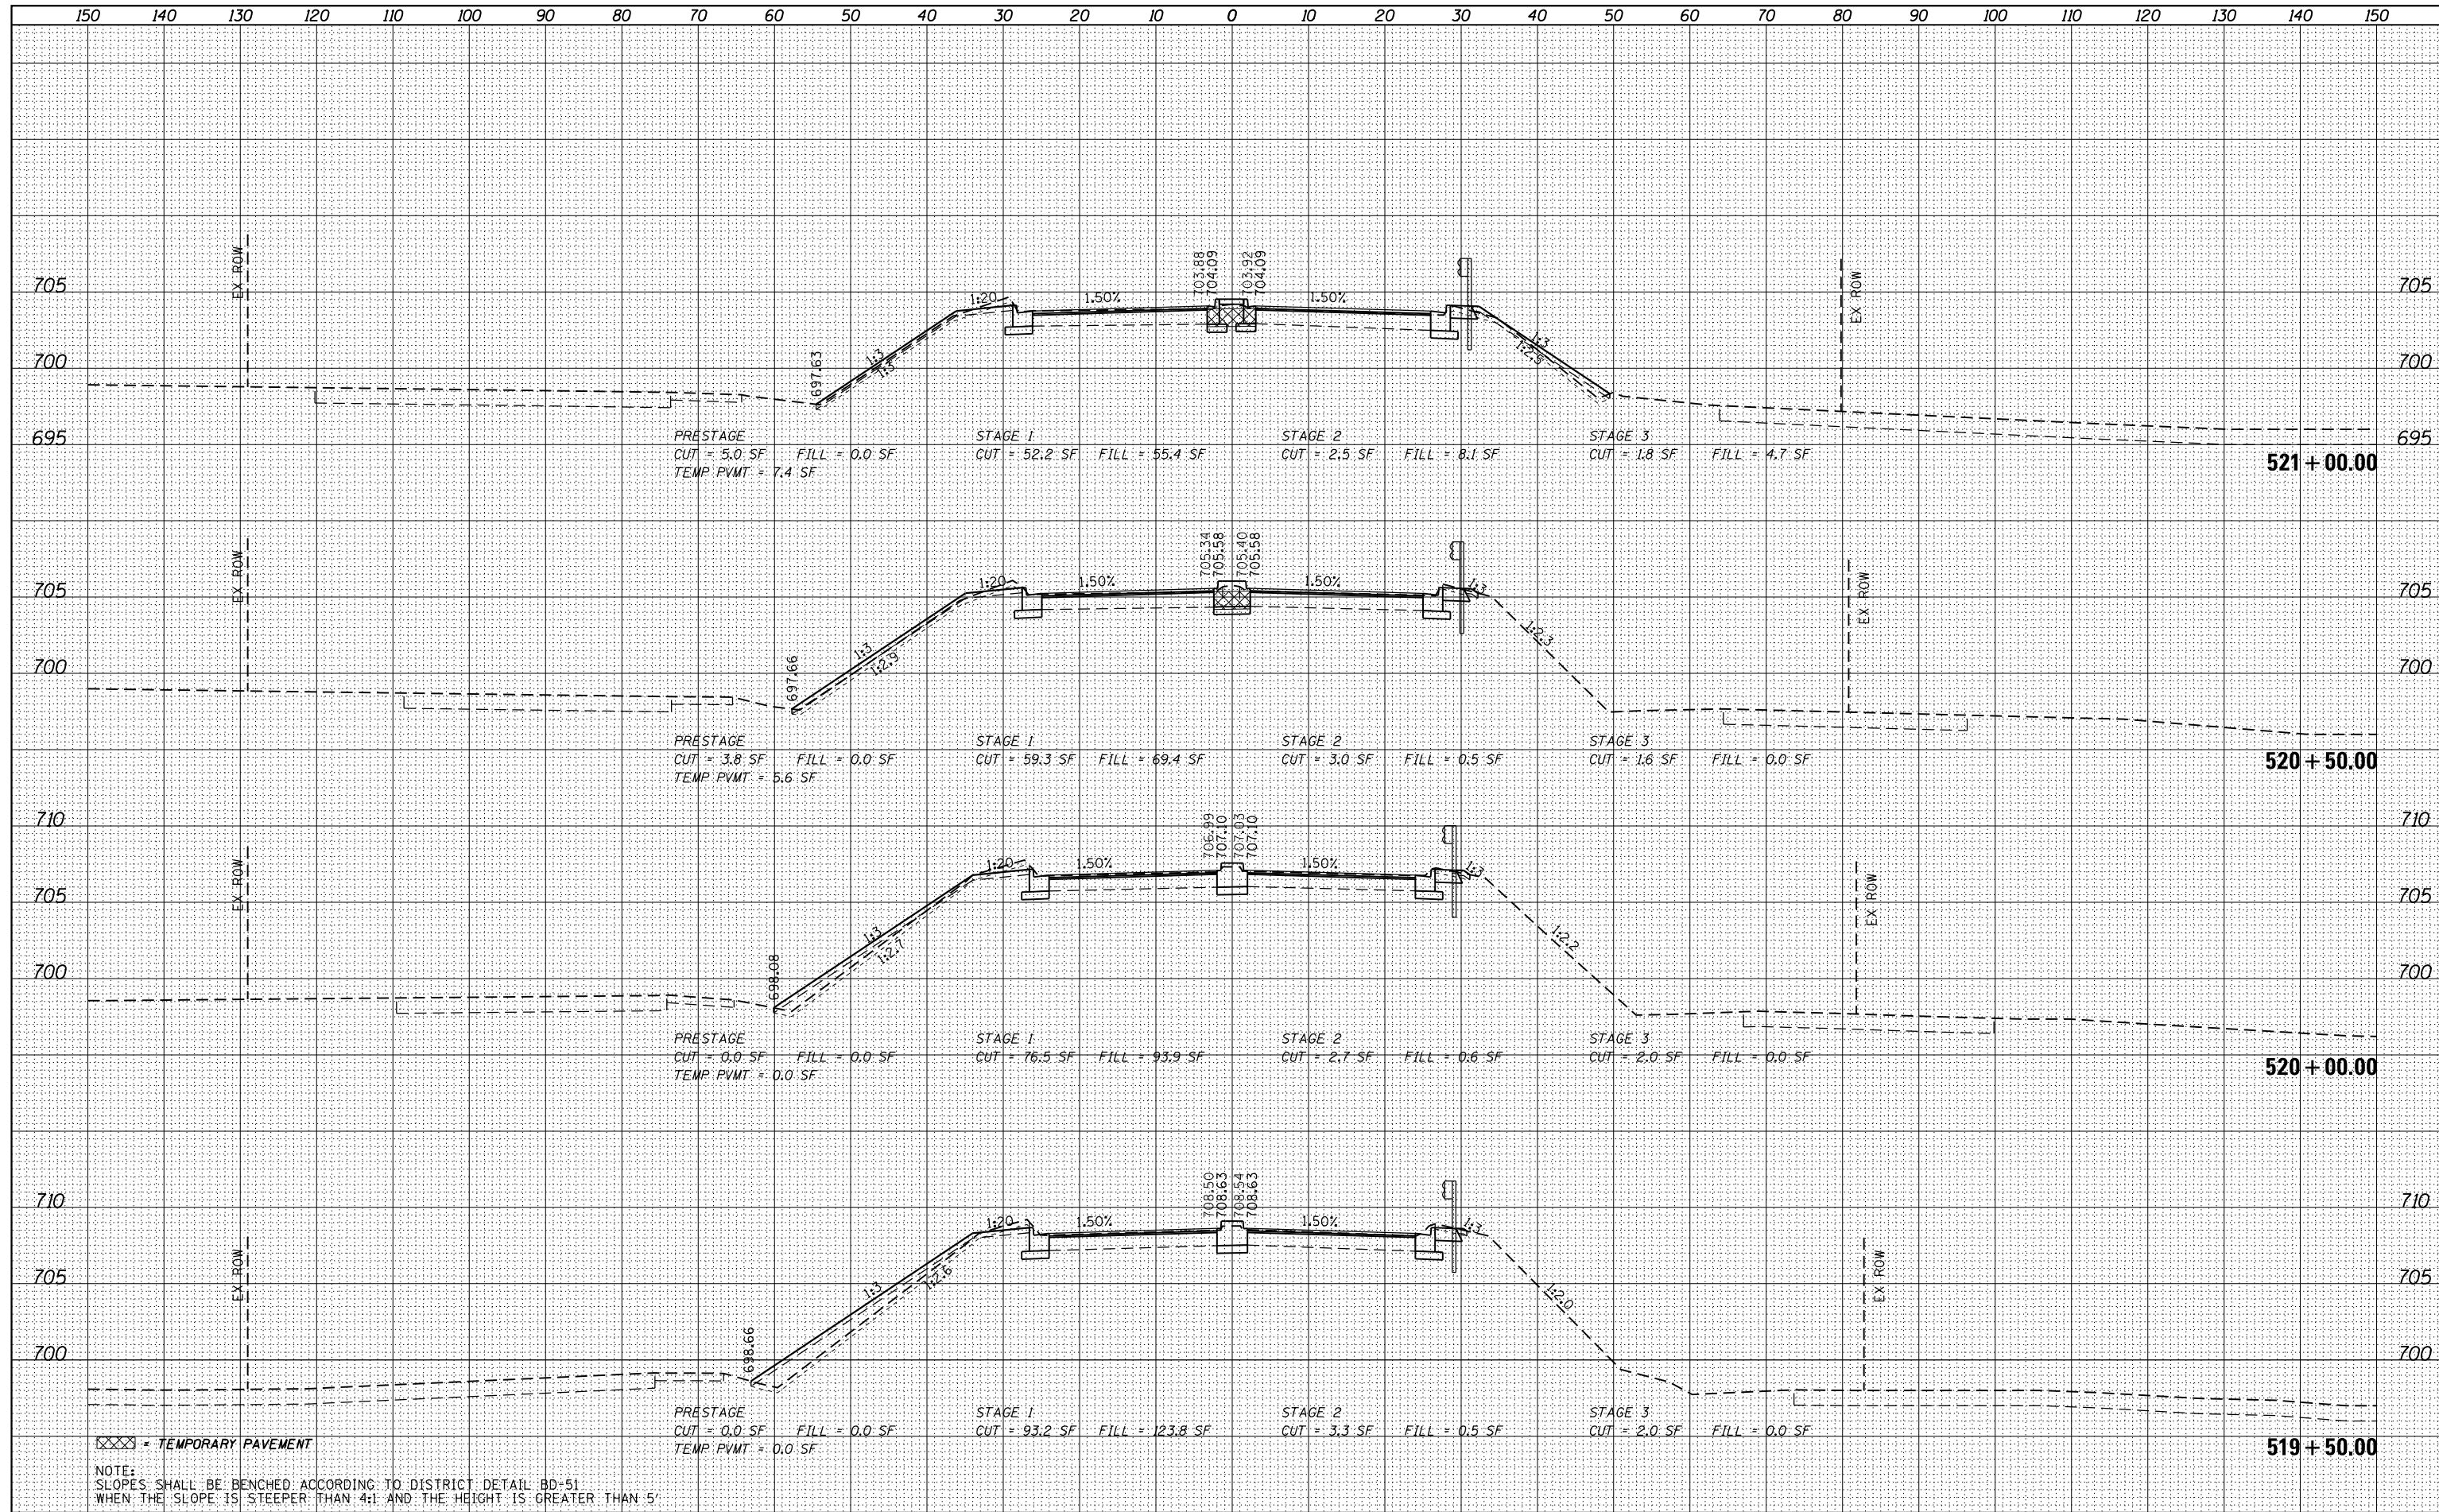 150 140 130 120 110 100 90 80 70 60 50 40 30 20 10 0 10 20 30 40 50 60 70 80 90 100 110 120 130 140 150
EX ROW
703.88
704.09
703.92
704.09
EX ROW
705 1:20 1.50% 1.50% 705
1:3
1:3
1:3
1:2.5
700 697.63 700
695 695
PRESTAGE STAGE 1 STAGE 2 STAGE 3
CUT = 5.0 SF FILL = 0.0 SF CUT = 52.2 SF FILL = 55.4 SF CUT = 2.5 SF FILL = 8.1 SF CUT = 1.8 SF FILL = 4.7 SF
TEMP PVMT = 7.4 SF
521+00.00
EX ROW
705.34
705.58
705.40
705.58
EX ROW
705 1:20 1.50% 1.50% 1:3 705
1:3
1:2.9
1:2.3
700 697.66 700
PRESTAGE STAGE 1 STAGE 2 STAGE 3
CUT = 3.8 SF FILL = 0.0 SF CUT = 59.3 SF FILL = 69.4 SF CUT = 3.0 SF FILL = 0.5 SF CUT = 1.6 SF FILL = 0.0 SF
TEMP PVMT = 5.6 SF
520+50.00
710 710
EX ROW
706.99
707.10
707.03
707.10
EX ROW
1:20 1.50% 1.50% 1:3
705 705
1:3
1:2.7
1:2.2
700 698.08 700
PRESTAGE STAGE 1 STAGE 2 STAGE 3
CUT = 0.0 SF FILL = 0.0 SF CUT = 76.5 SF FILL = 93.9 SF CUT = 2.7 SF FILL = 0.6 SF CUT = 2.0 SF FILL = 0.0 SF
TEMP PVMT = 0.0 SF
520+00.00
710 710
708.50
708.63
708.54
708.63
1:20 1.50% 1.50% 1:3
EX ROW
EX ROW
705 705
1:3
1:2.6
1:2.0
700 698.66 700
PRESTAGE STAGE 1 STAGE 2 STAGE 3
CUT = 0.0 SF FILL = 0.0 SF CUT = 93.2 SF FILL = 123.8 SF CUT = 3.3 SF FILL = 0.5 SF CUT = 2.0 SF FILL = 0.0 SF
TEMP PVMT = 0.0 SF
519+50.00
= TEMPORARY PAVEMENT
NOTE:
SLOPES SHALL BE BENCHED ACCORDING TO DISTRICT DETAIL BD-51
WHEN THE SLOPE IS STEEPER THAN 4:1 AND THE HEIGHT IS GREATER THAN 5'